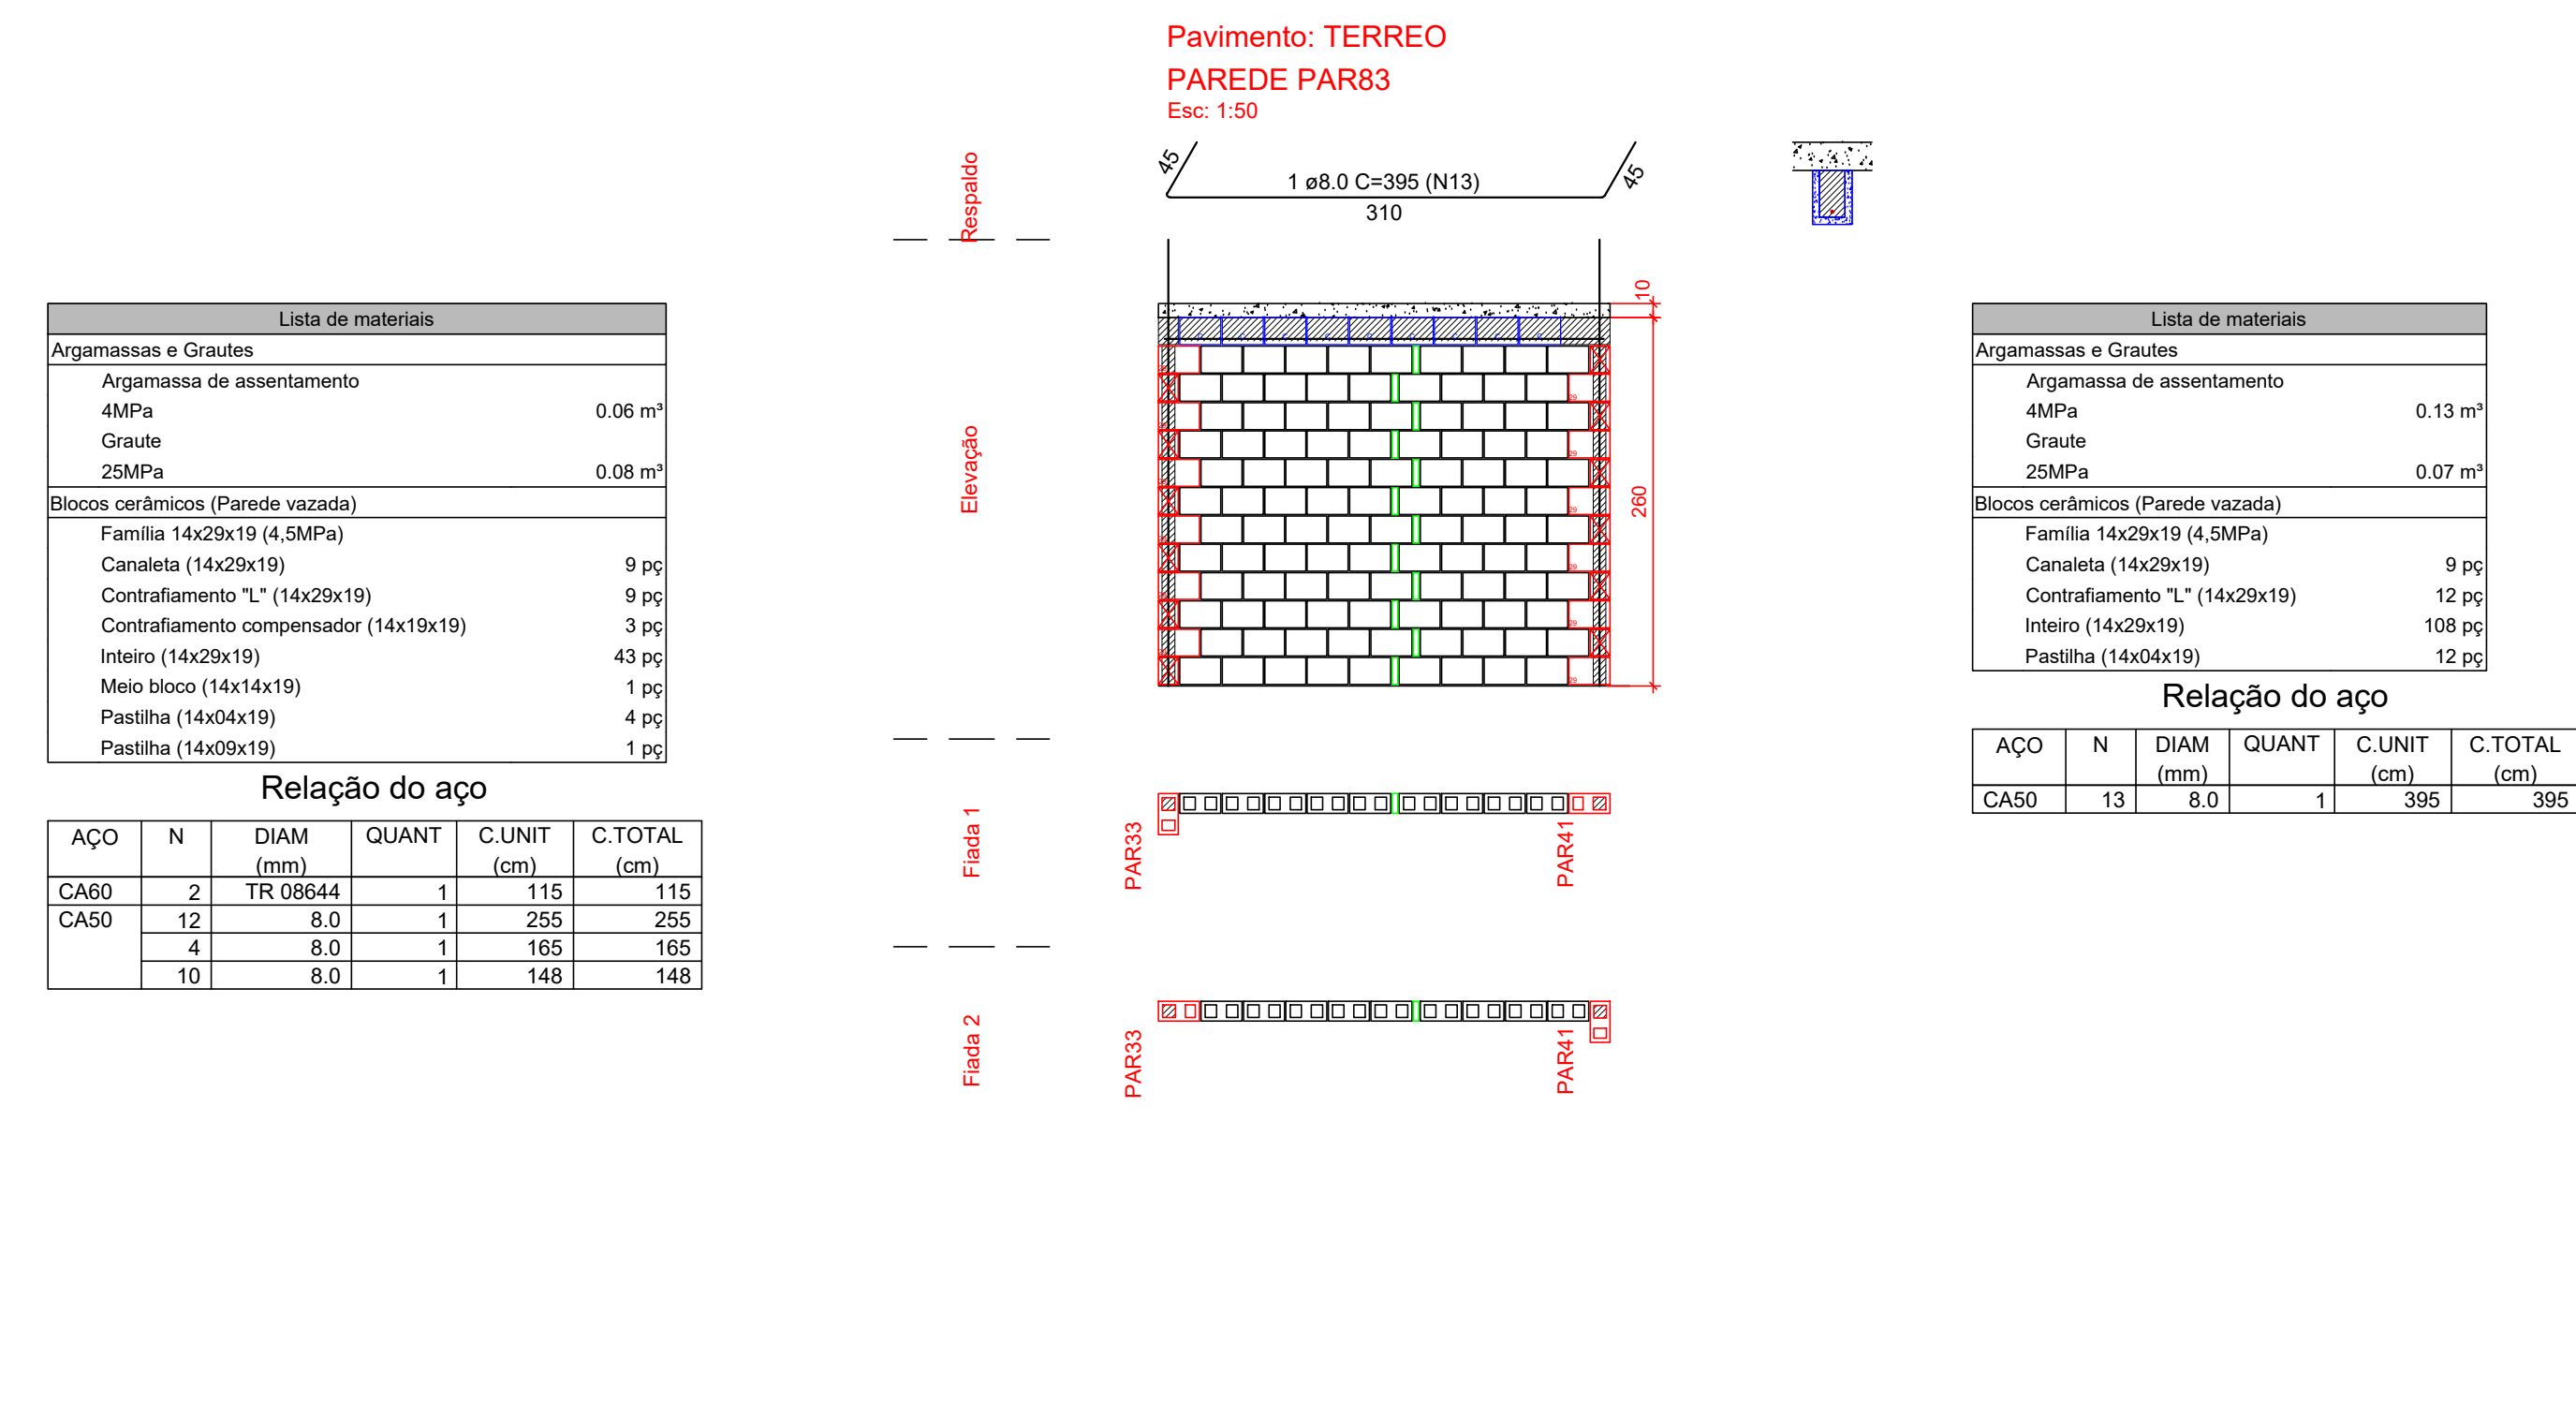 Pavimento: TERREO
PAREDE PAR83
Esc: 1:50
Respaldo
45
1 ø8.0 C=395 (N13)
310
45
Elevação
10
260
29
29
29
29
29
29
Fiada 1
PAR33
PAR41
Fiada 2
PAR33
PAR41
Lista de materiais
Argamassas e Grautes
Argamassa de assentamento
4MPa 0.06 m³
Graute
25MPa 0.08 m³
Blocos cerâmicos (Parede vazada)
Família 14x29x19 (4,5MPa)
Canaleta (14x29x19) 9 pç
Contrafiamento "L" (14x29x19) 9 pç
Contrafiamento compensador (14x19x19) 3 pç
Inteiro (14x29x19) 43 pç
Meio bloco (14x14x19) 1 pç
Pastilha (14x04x19) 4 pç
Pastilha (14x09x19) 1 pç
Relação do aço
AÇO N DIAM QUANT C.UNIT C.TOTAL
(mm) (cm) (cm)
CA60 2 TR 08644 1 115 115
CA50 12 8.0 1 255 255
4 8.0 1 165 165
10 8.0 1 148 148
Lista de materiais
Argamassas e Grautes
Argamassa de assentamento
4MPa 0.13 m³
Graute
25MPa 0.07 m³
Blocos cerâmicos (Parede vazada)
Família 14x29x19 (4,5MPa)
Canaleta (14x29x19) 9 pç
Contrafiamento "L" (14x29x19) 12 pç
Inteiro (14x29x19) 108 pç
Pastilha (14x04x19) 12 pç
Relação do aço
AÇO N DIAM QUANT C.UNIT C.TOTAL
(mm) (cm) (cm)
CA50 13 8.0 1 395 395